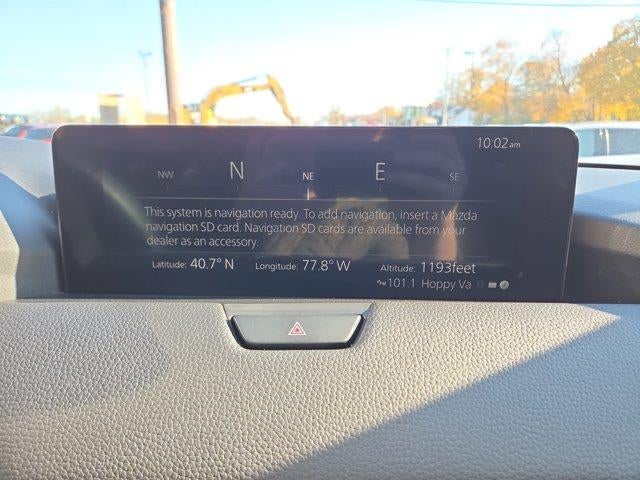 10:02 am
NW N NE E SE
This system is navigation ready. To add navigation, insert a Mazda
navigation SD card. Navigation SD cards are available from your
dealer as an accessory.
Latitude: 40.7° N Longitude: 77.8° W Altitude: 1193feet
101.1 Hoppy Va